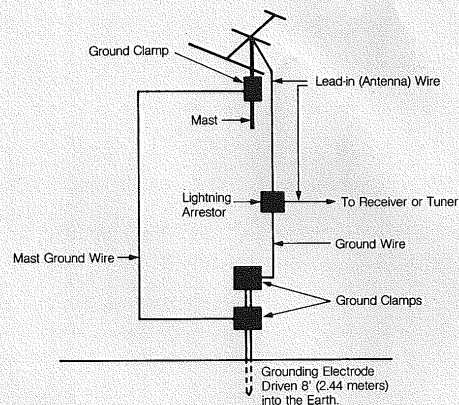 Ground Clamp
Lead-in (Antenna) Wire
Mast
Lightning
Arrestor
To Receiver or Tuner
Ground Wire
Mast Ground Wire
Ground Clamps
Grounding Electrode
Driven 8' (2.44 meters)
into the Earth.